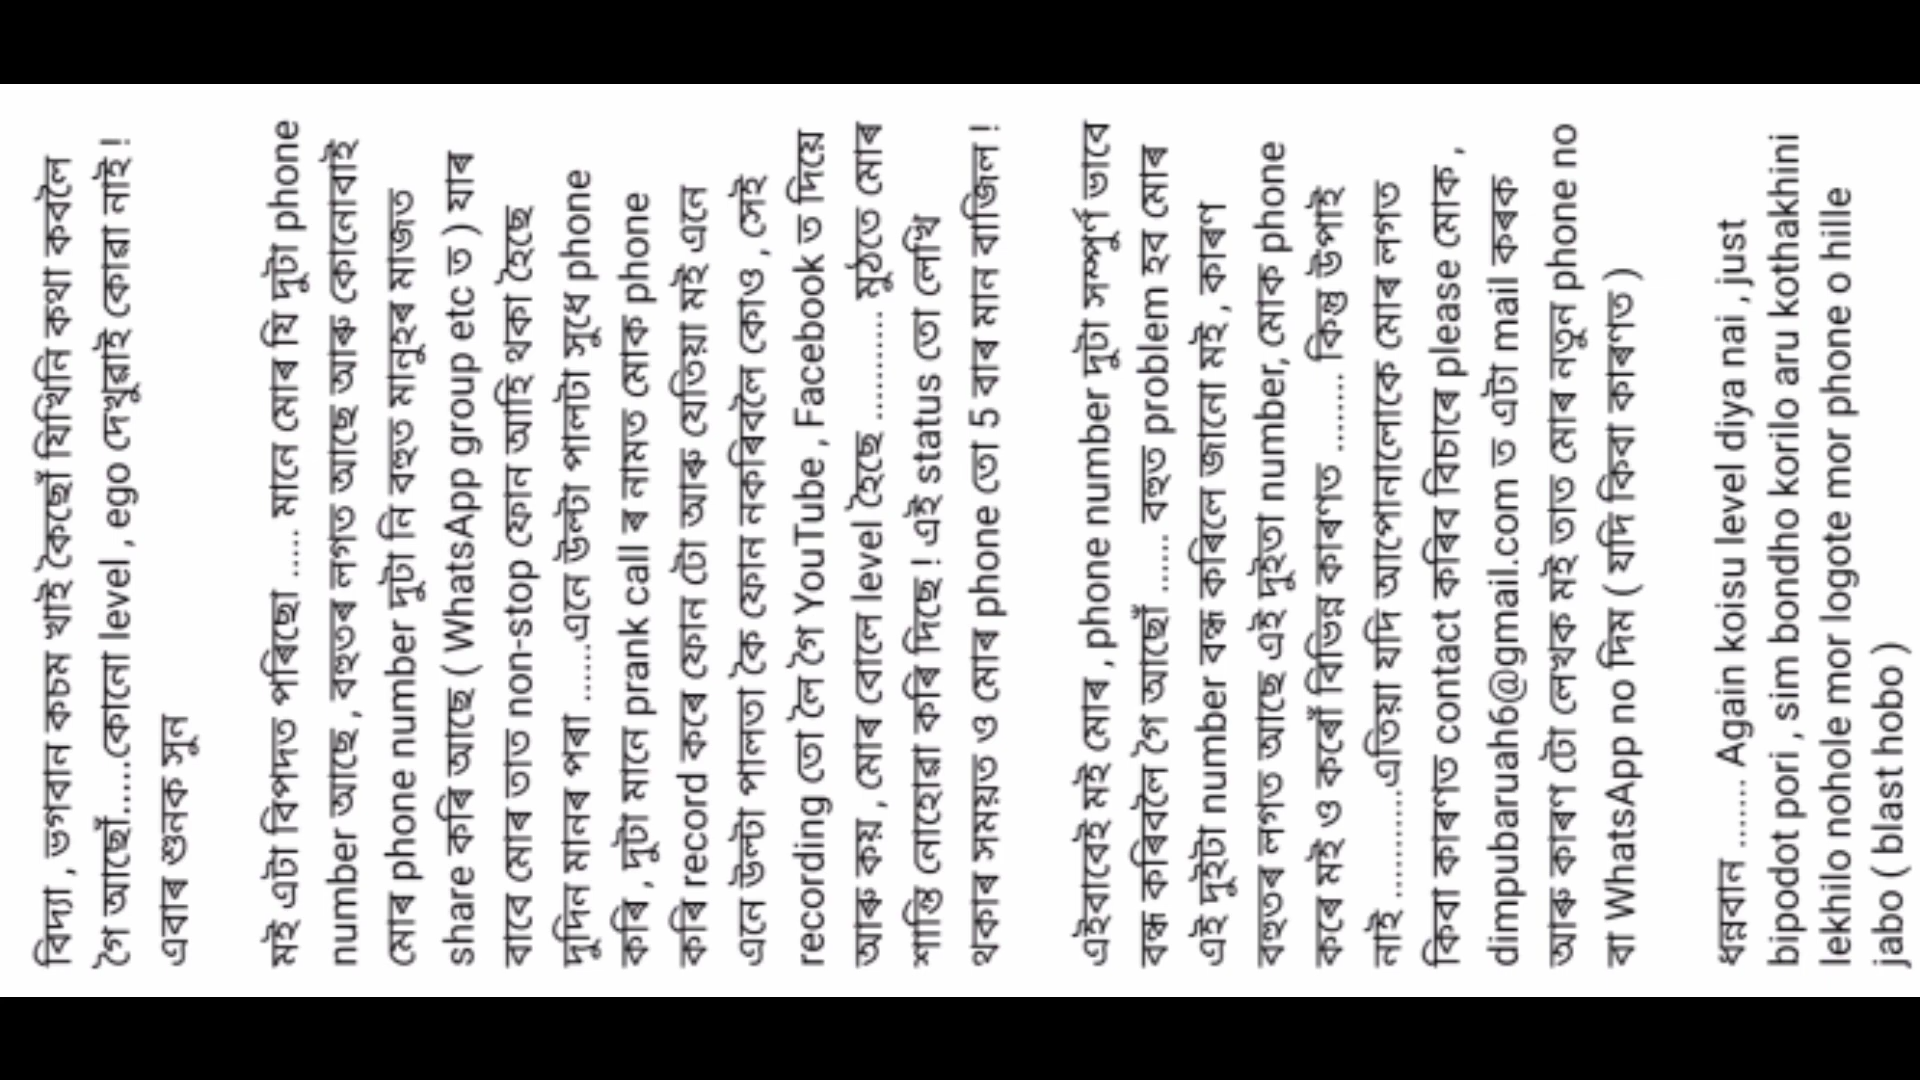 বিদ্যা , ভগবান কচম খাই কৈছোঁ যিখিনি কথা কবলৈ
গৈ আছোঁ......কোনো level , ego দেখুৱাই কোৱা নাই !
এবাৰ শুনক সুন
মই এটা বিপদত পৰিছো ..... মানে মোৰ যি দুটা phone
number আছে , বহুতৰ লগত আছে আৰু কোনোবাই
মোৰ phone number দুটা নি বহুত মানুহৰ মাজত
share কৰি আছে ( WhatsApp group etc ত ) যাৰ
বাবে মোৰ তাত non-stop ফোন আহি থকা হৈছে
দুদিন মানৰ পৰা .......এনে উল্টা পালটা সুধে phone
কৰি , দুটা মানে prank call ৰ নামত মোক phone
কৰি record কৰে ফোন টো আৰু যেতিয়া মই এনে
এনে উল্টা পালতা কৈ ফোন নকৰিবলৈ কোও , সেই
recording তো লৈ গৈ YouTube , Facebook ত দিয়ে
আৰু কয় , মোৰ বোলে level হৈছে ............ মুঠতে মোৰ
শান্তি নোহোৱা কৰি দিছে ! এই status তো লেখি
থকাৰ সময়ত ও মোৰ phone তো 5 বাৰ মান বাজিল !
এইবাবেই মই মোৰ , phone number দুটা সম্পুৰ্ণ ভাবে
বন্ধ কৰিবলৈ গৈ আছোঁ ...... বহুত problem হব মোৰ
এই দুইটা number বন্ধ কৰিলে জানো মই , কাৰণ
বহুতৰ লগত আছে এই দুইতা number, মোক phone
কৰে মই ও কৰোঁ বিভিন্ন কাৰণত ........ কিন্তু উপাই
নাই ............এতিয়া যদি আপোনালোকে মোৰ লগত
কিবা কাৰণত contact কৰিব বিচাৰে please মোক ,
dimpubaruah6@gmail.com ত এটা mail কৰক
আৰু কাৰণ টো লেখক মই তাত মোৰ নতুন phone no
বা WhatsApp no দিম ( যদি কিবা কাৰণত )
ধন্নবান ........ Again koisu level diya nai , just
bipodot pori , sim bondho korilo aru kothakhini
lekhilo nohole mor logote mor phone o hille
jabo ( blast hobo )